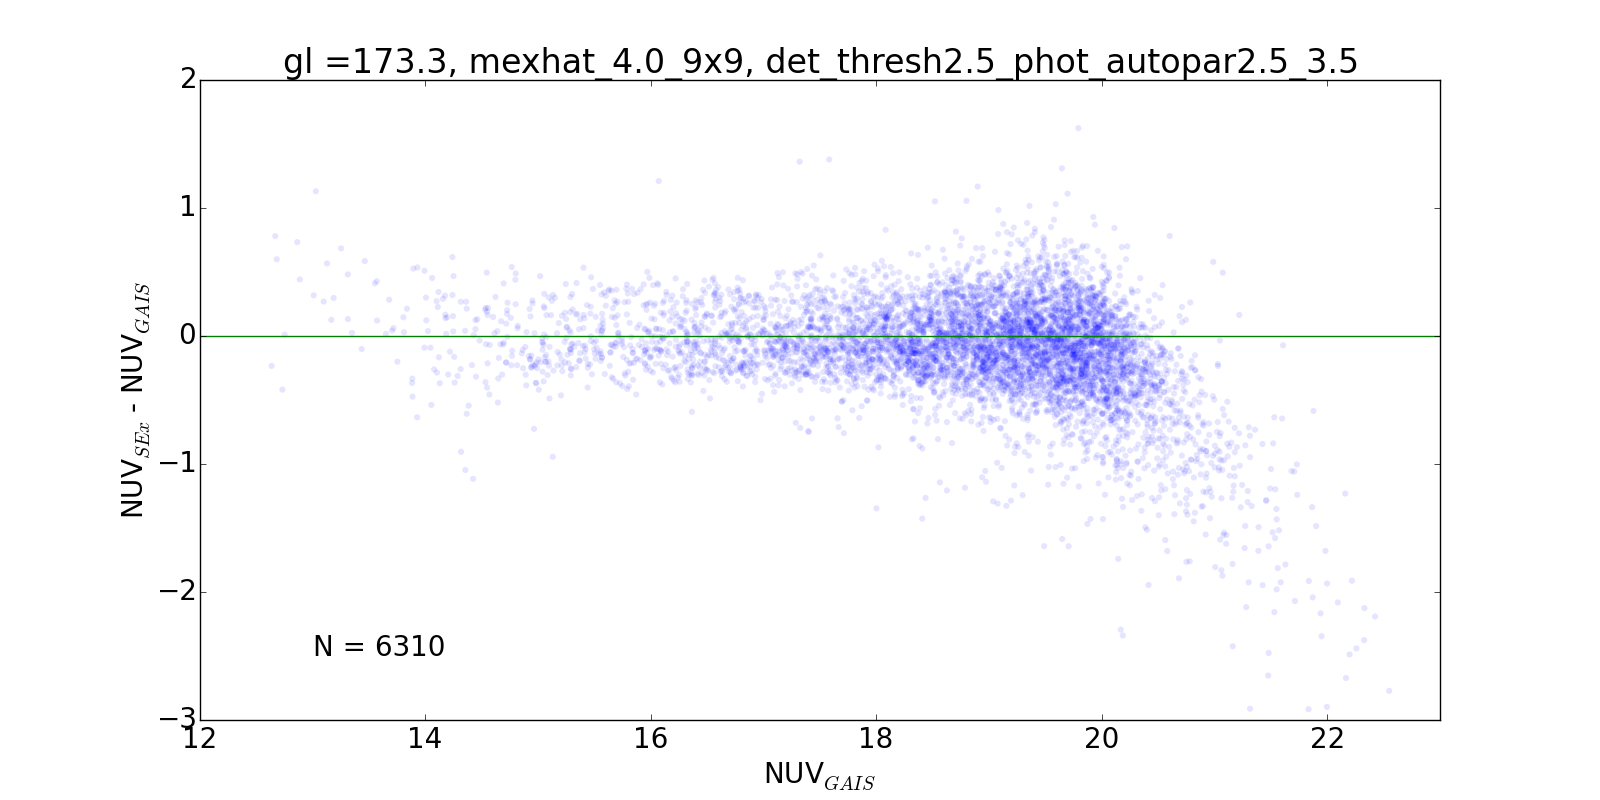 gl =173.3, mexhat_4.0_9x9, det_thresh2.5_phot_autopar2.5_3.5
2
1
0
−1
−2
−3
NUV_SEx - NUV_GAIS
N = 6310
12 14 16 18 20 22
NUV_GAIS